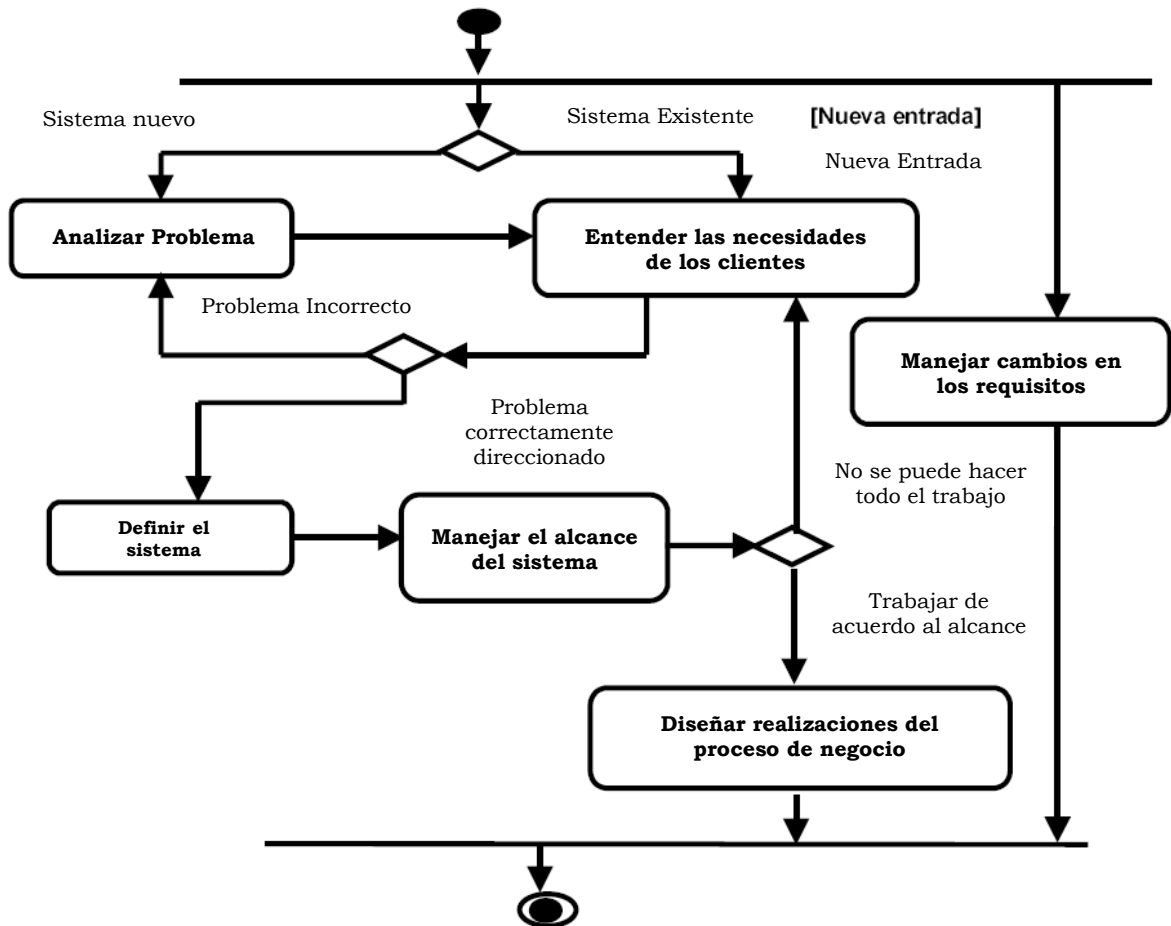 Sistema nuevo
Sistema Existente
[Nueva entrada]
Nueva Entrada
Analizar Problema
Entender las necesidades
de los clientes
Problema Incorrecto
Manejar cambios en
los requisitos
Problema
correctamente
direccionado
No se puede hacer
todo el trabajo
Definir el
sistema
Manejar el alcance
del sistema
Trabajar de
acuerdo al alcance
Diseñar realizaciones del
proceso de negocio